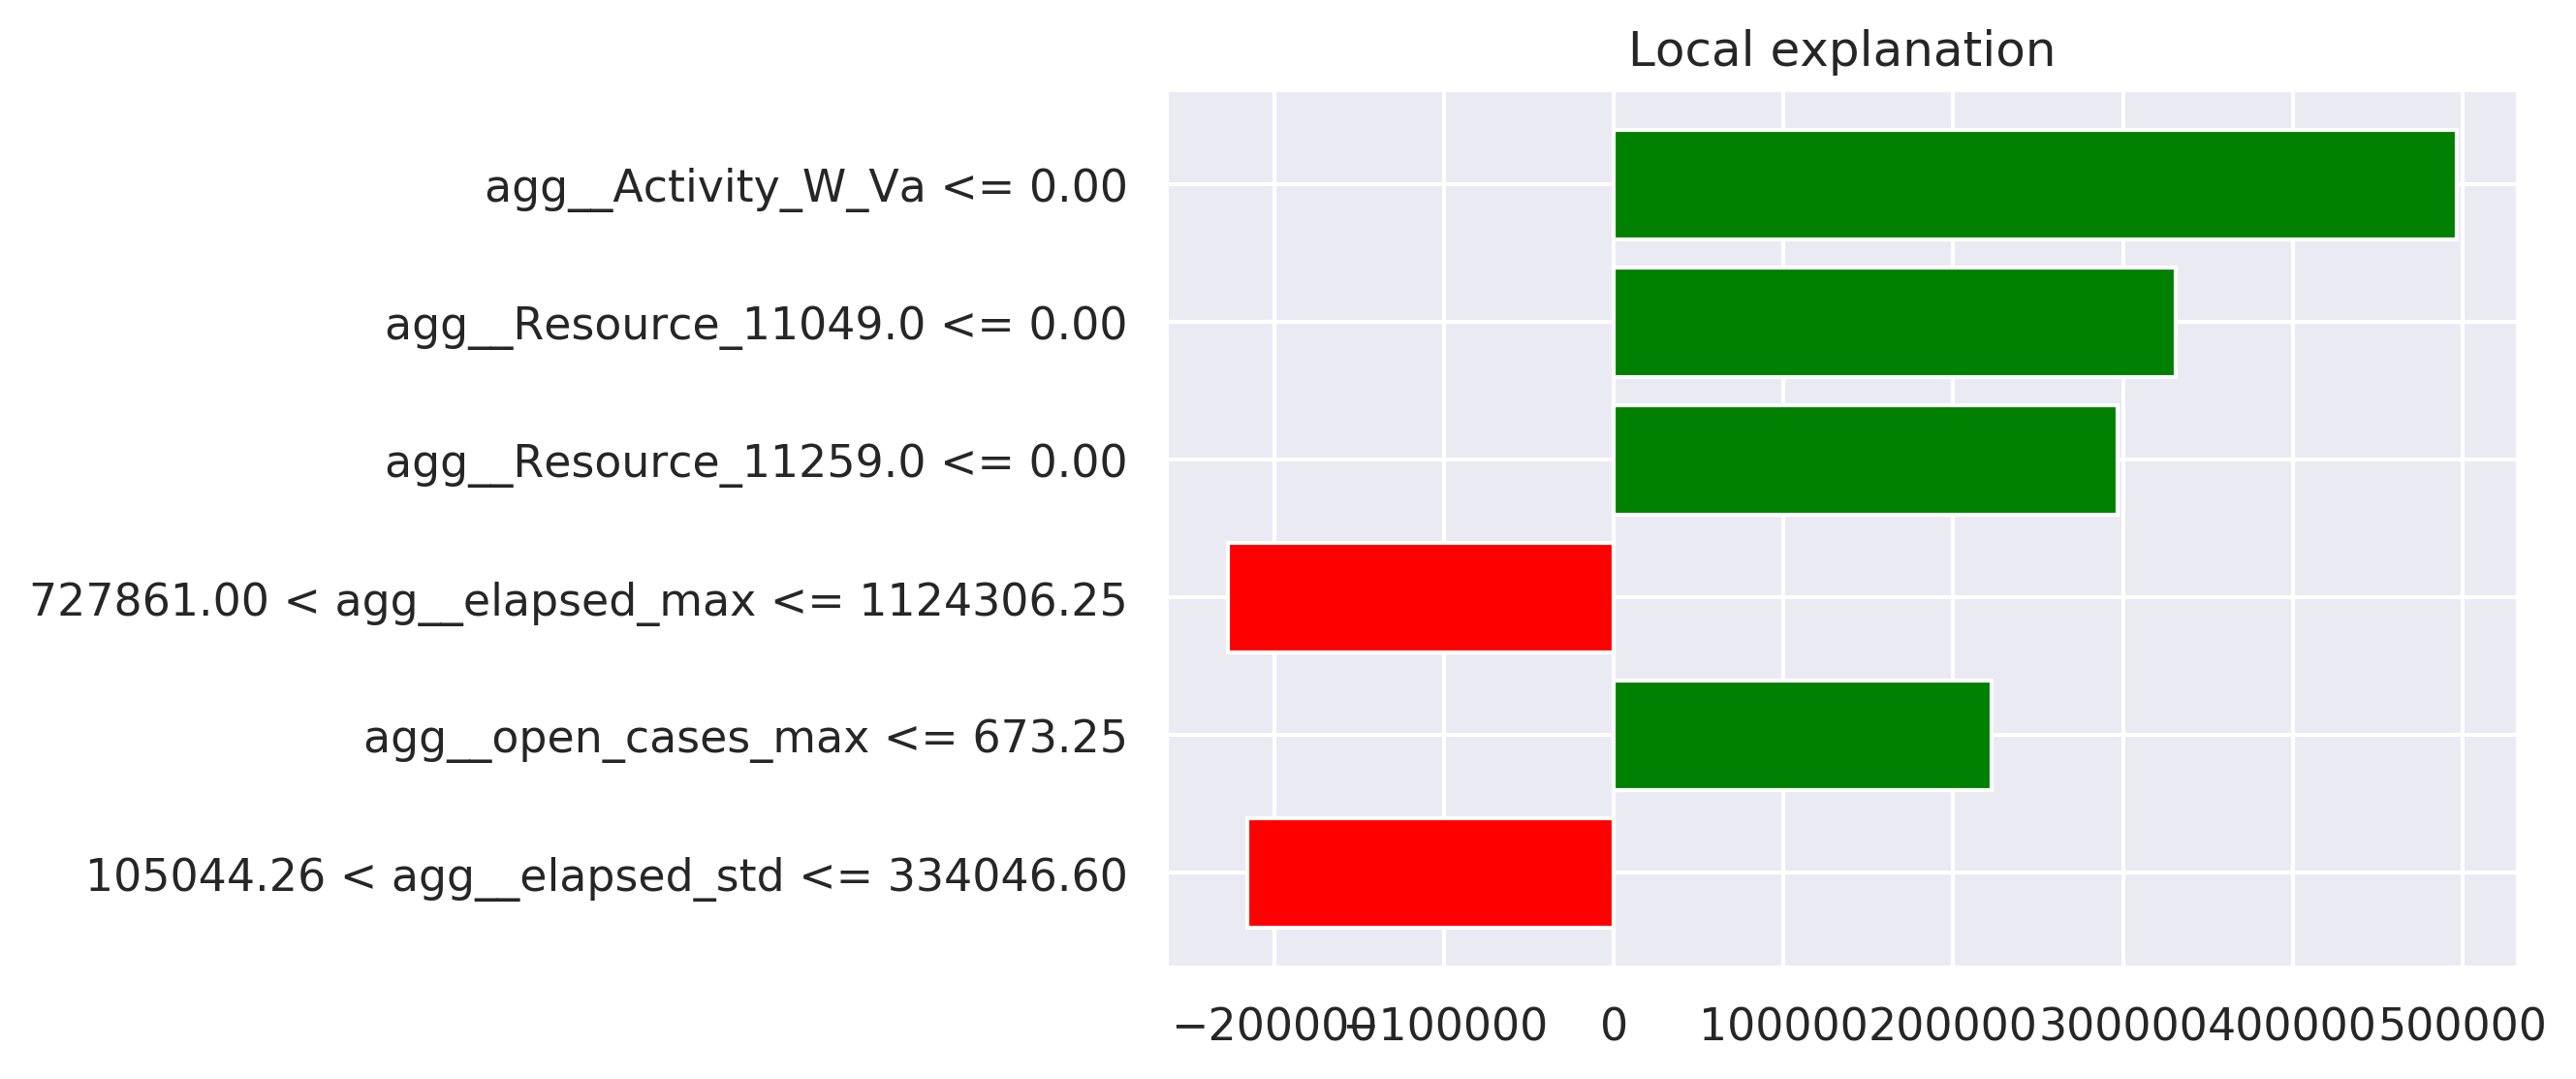 Local explanation
agg__Activity_W_Va <= 0.00
agg__Resource_11049.0 <= 0.00
agg__Resource_11259.0 <= 0.00
727861.00 < agg__elapsed_max <= 1124306.25
agg__open_cases_max <= 673.25
105044.26 < agg__elapsed_std <= 334046.60
−200000 −100000 0 100000 200000 300000 400000 500000